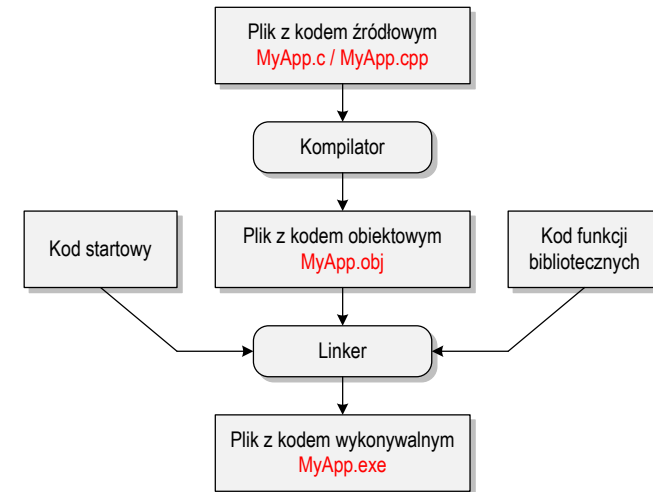 Plik z kodem źródłowym
MyApp.c / MyApp.cpp
Kompilator
Kod startowy
Plik z kodem obiektowym
MyApp.obj
Kod funkcji
bibliotecznych
Linker
Plik z kodem wykonywalnym
MyApp.exe